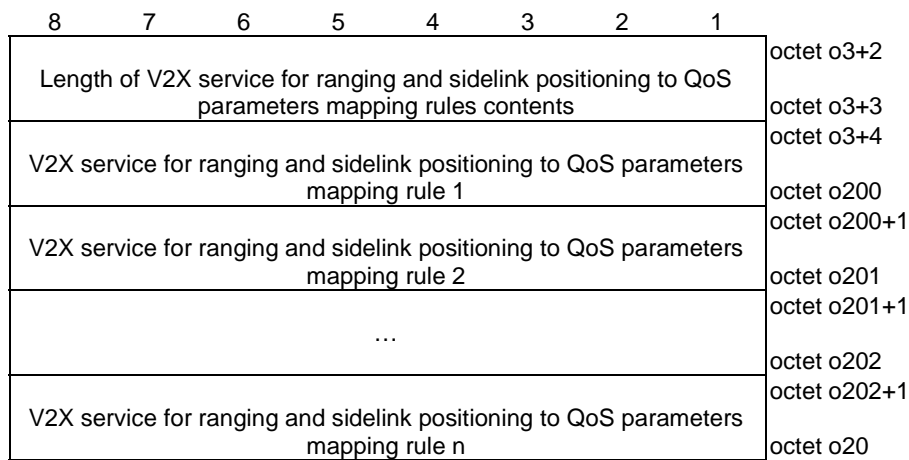 8 7 6 5 4 3 2 1
octet o3+2
Length of V2X service for ranging and sidelink positioning to QoS
parameters mapping rules contents
octet o3+3
octet o3+4
V2X service for ranging and sidelink positioning to QoS parameters
mapping rule 1
octet o200
octet o200+1
V2X service for ranging and sidelink positioning to QoS parameters
mapping rule 2
octet o201
octet o201+1
…
octet o202
octet o202+1
V2X service for ranging and sidelink positioning to QoS parameters
mapping rule n
octet o20